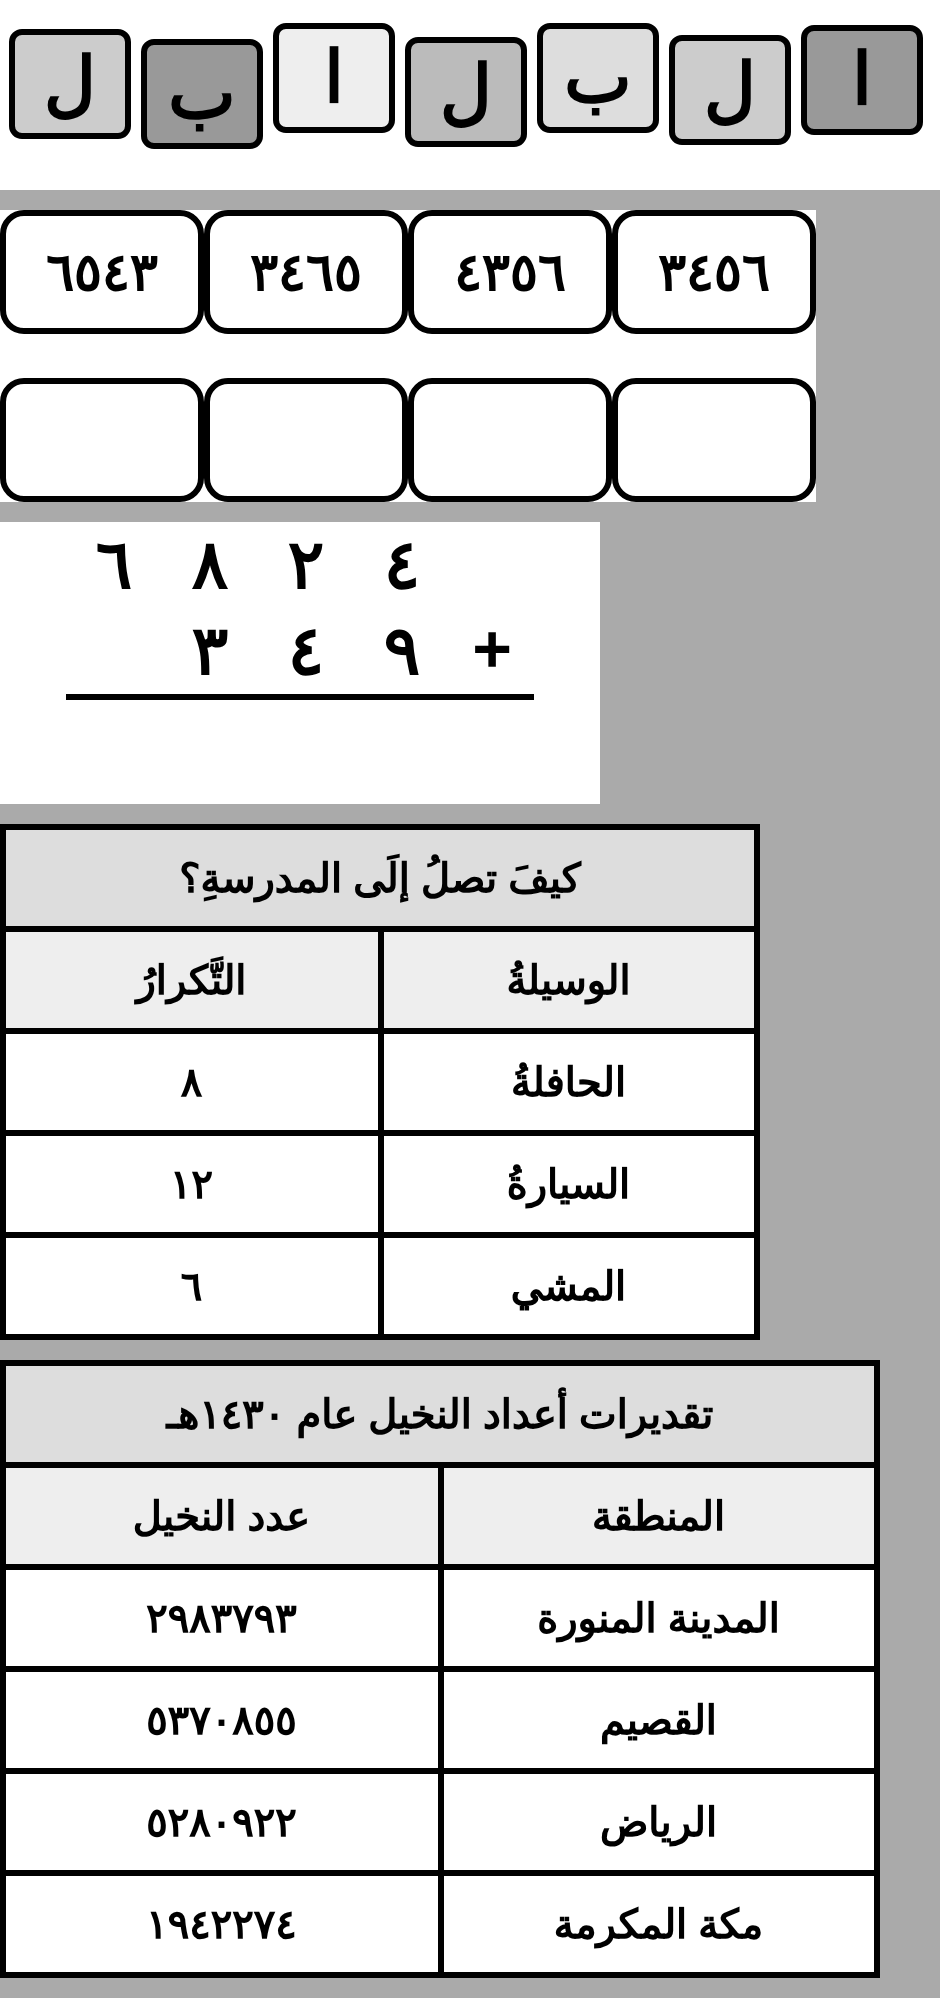 ا ل ب ل ا ب ل
٣٤٥٦ ٤٣٥٦ ٣٤٦٥ ٦٥٤٣
٦ ٨ ٢ ٤
٣ ٤ ٩ +
كيفَ تصلُ إلَى المدرسةِ؟
الوسيلةُ التَّكرارُ
الحافلةُ ٨
السيارةُ ١٢
المشي ٦
تقديرات أعداد النخيل عام ١٤٣٠هـ
المنطقة عدد النخيل
المدينة المنورة ٢٩٨٣٧٩٣
القصيم ٥٣٧٠٨٥٥
الرياض ٥٢٨٠٩٢٢
مكة المكرمة ١٩٤٢٢٧٤